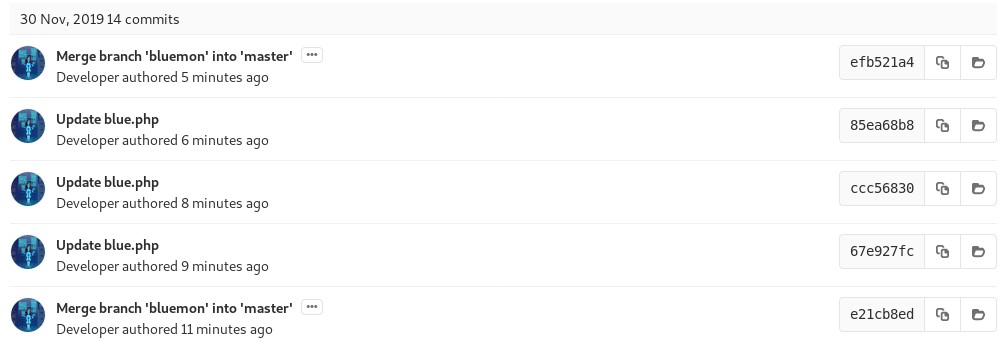 30 Nov, 2019 14 commits
Merge branch 'bluemon' into 'master'
Developer authored 5 minutes ago
efb521a4
Update blue.php
Developer authored 6 minutes ago
85ea68b8
Update blue.php
Developer authored 8 minutes ago
ccc56830
Update blue.php
Developer authored 9 minutes ago
67e927fc
Merge branch 'bluemon' into 'master'
Developer authored 11 minutes ago
e21cb8ed